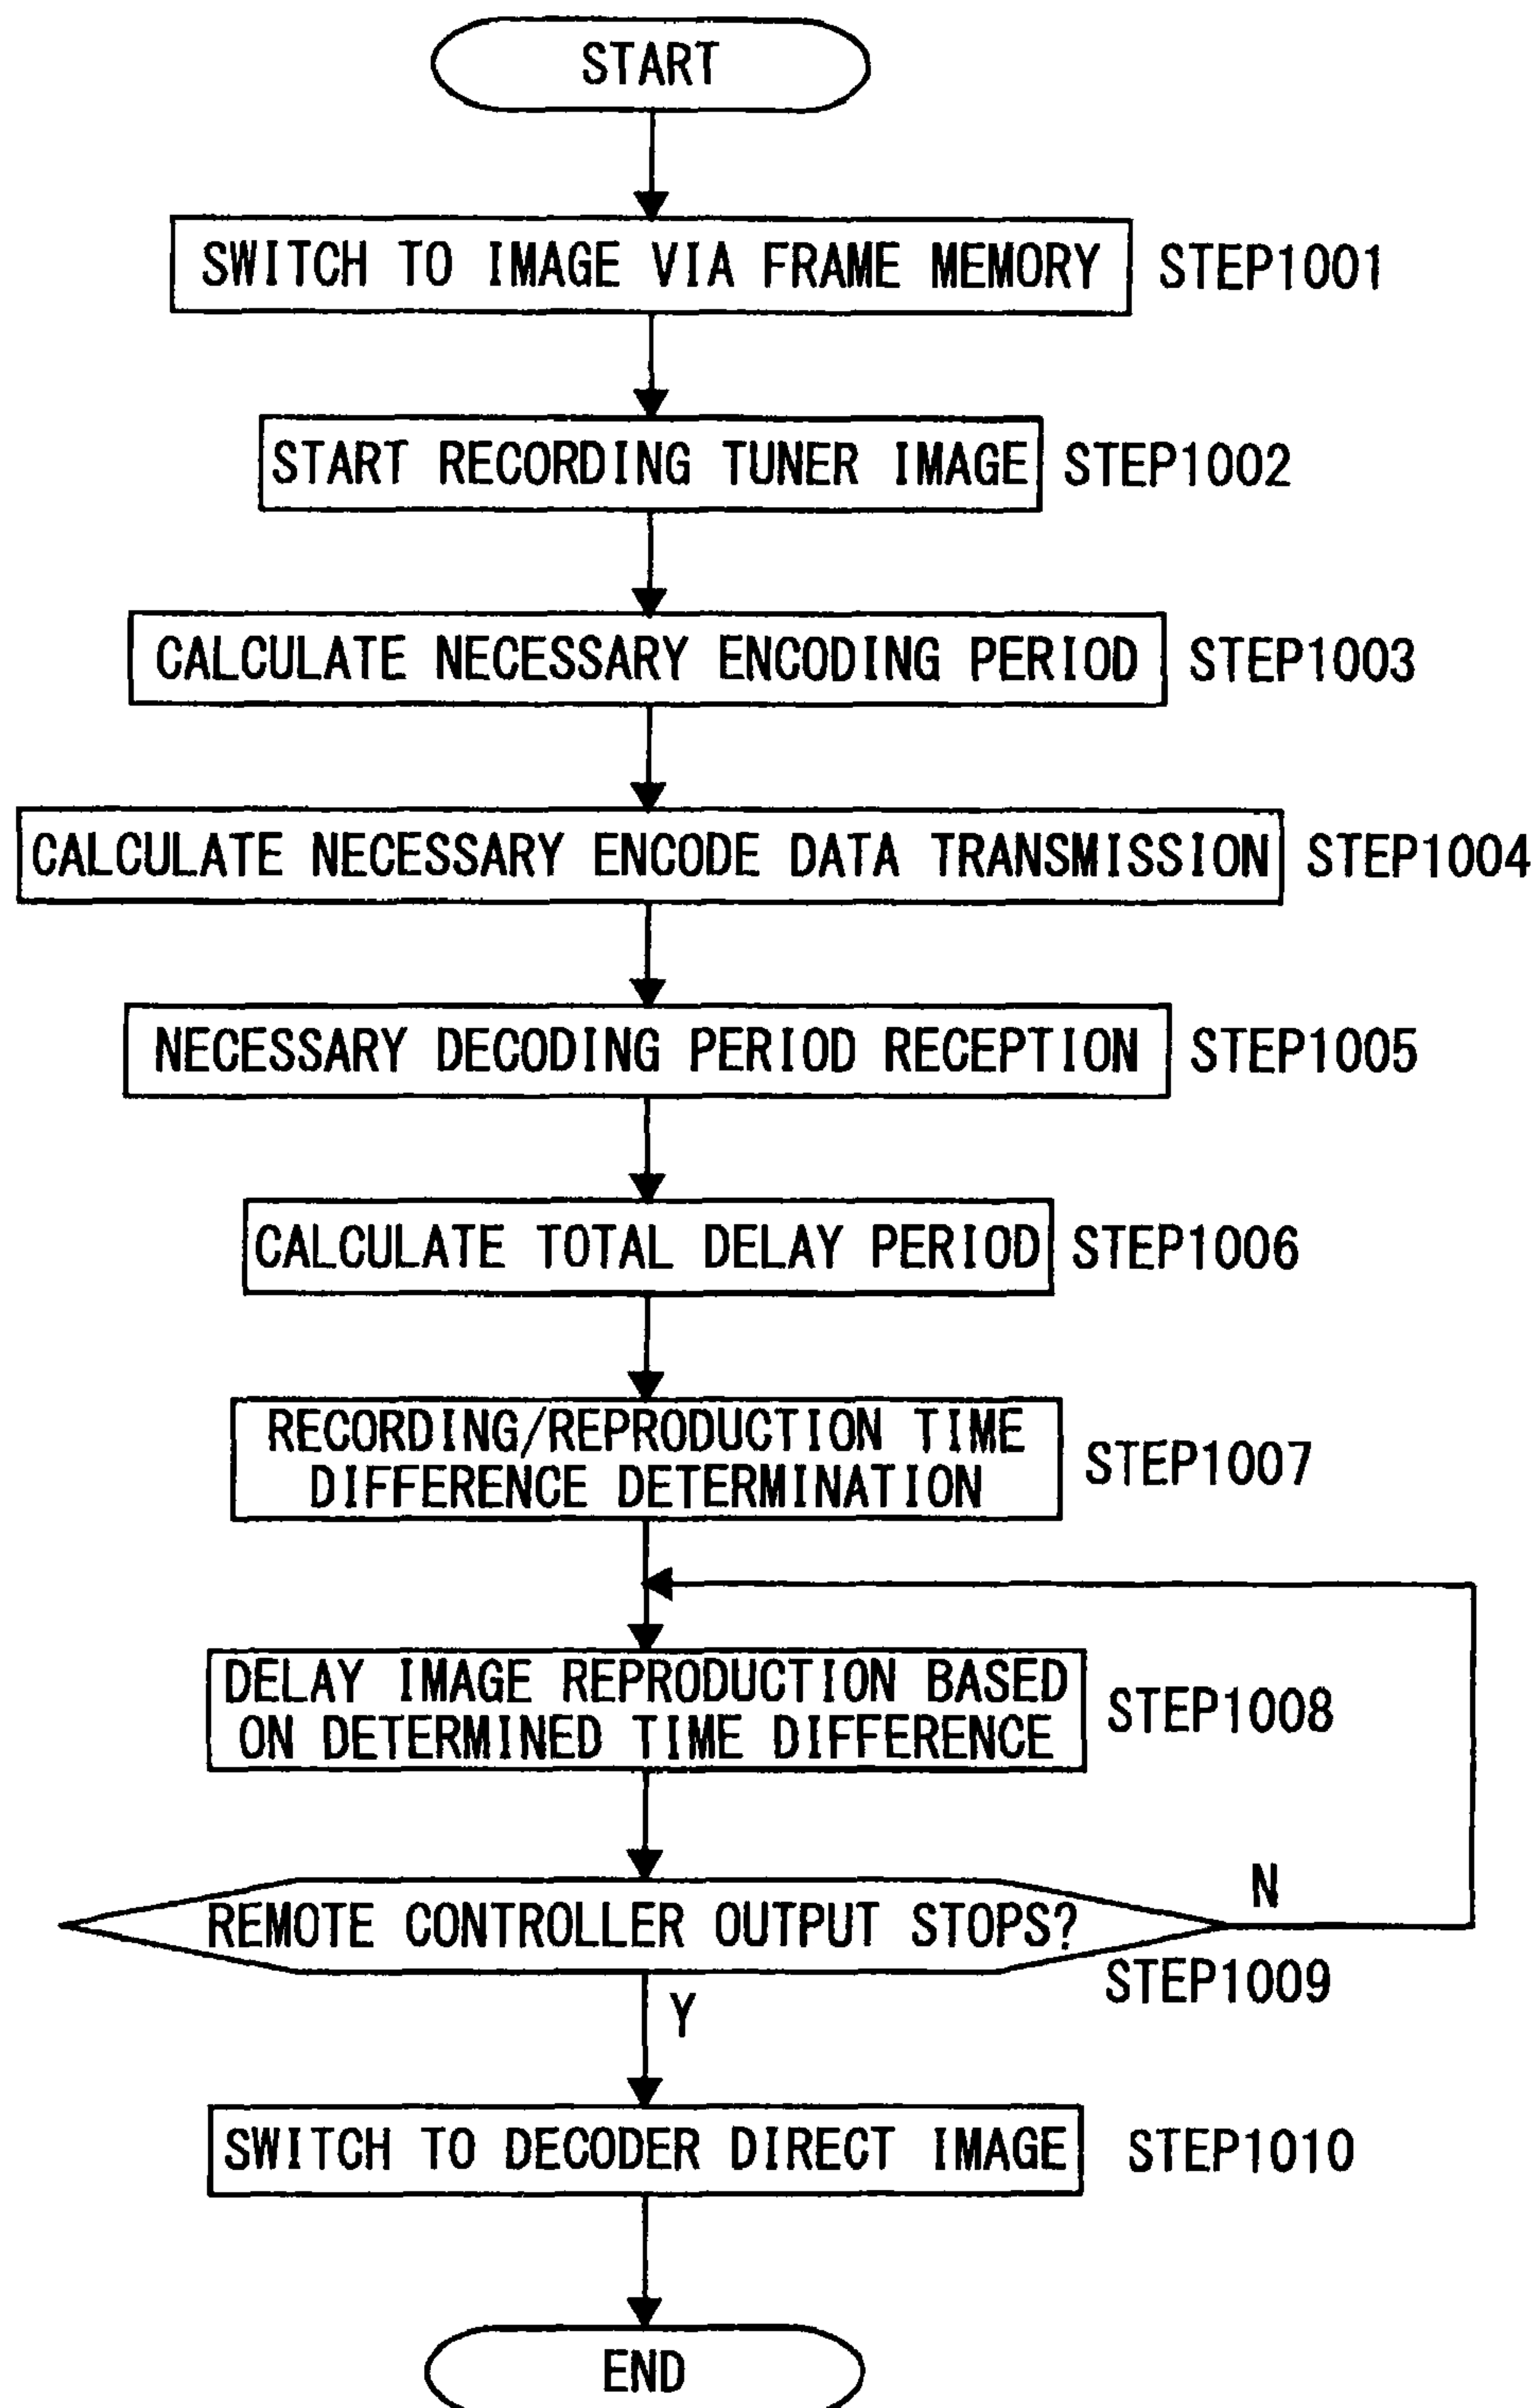 START
SWITCH TO IMAGE VIA FRAME MEMORY STEP1001
START RECORDING TUNER IMAGE STEP1002
CALCULATE NECESSARY ENCODING PERIOD STEP1003
CALCULATE NECESSARY ENCODE DATA TRANSMISSION STEP1004
NECESSARY DECODING PERIOD RECEPTION STEP1005
CALCULATE TOTAL DELAY PERIOD STEP1006
RECORDING/REPRODUCTION TIME
DIFFERENCE DETERMINATION
STEP1007
DELAY IMAGE REPRODUCTION BASED
ON DETERMINED TIME DIFFERENCE
STEP1008
REMOTE CONTROLLER OUTPUT STOPS?
N
STEP1009
Y
SWITCH TO DECODER DIRECT IMAGE STEP1010
END